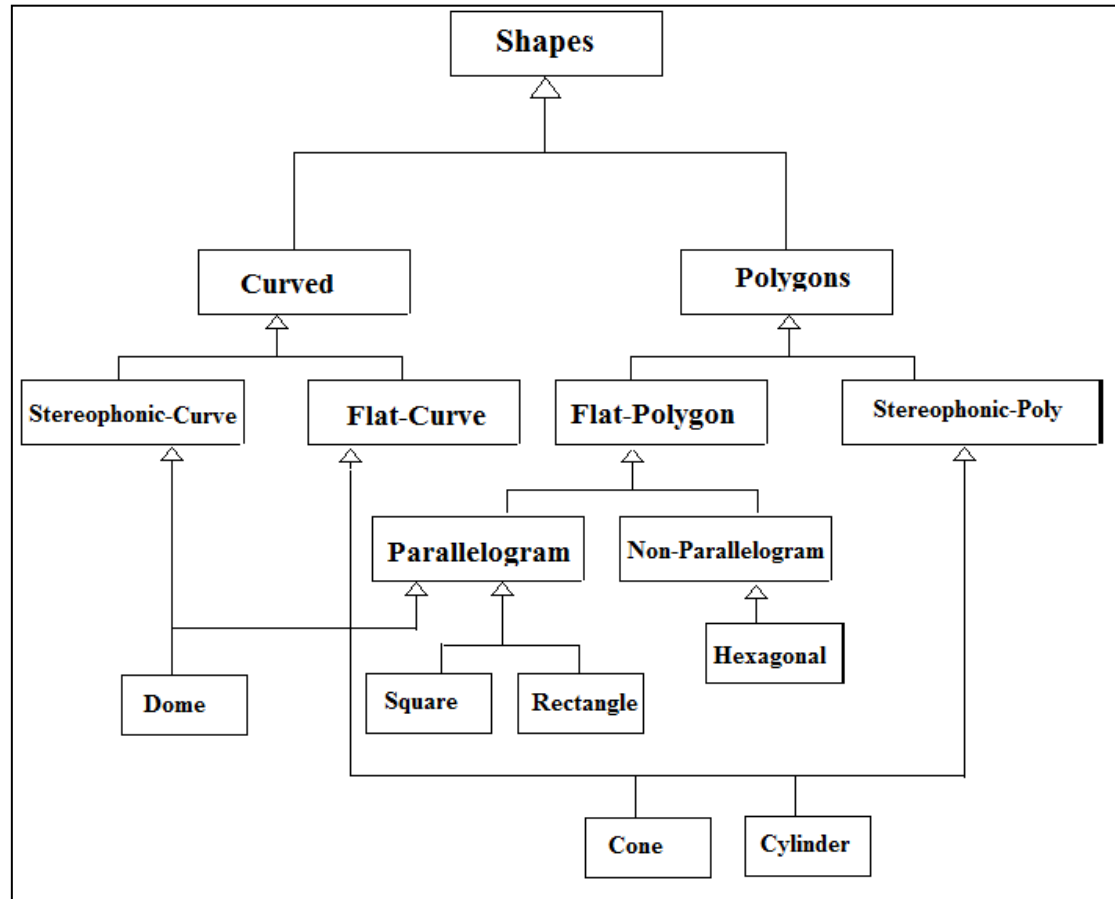 Shapes
Curved
Polygons
Stereophonic-Curve
Flat-Curve
Flat-Polygon
Stereophonic-Poly
Parallelogram
Non-Parallelogram
Hexagonal
Dome
Square
Rectangle
Cone
Cylinder